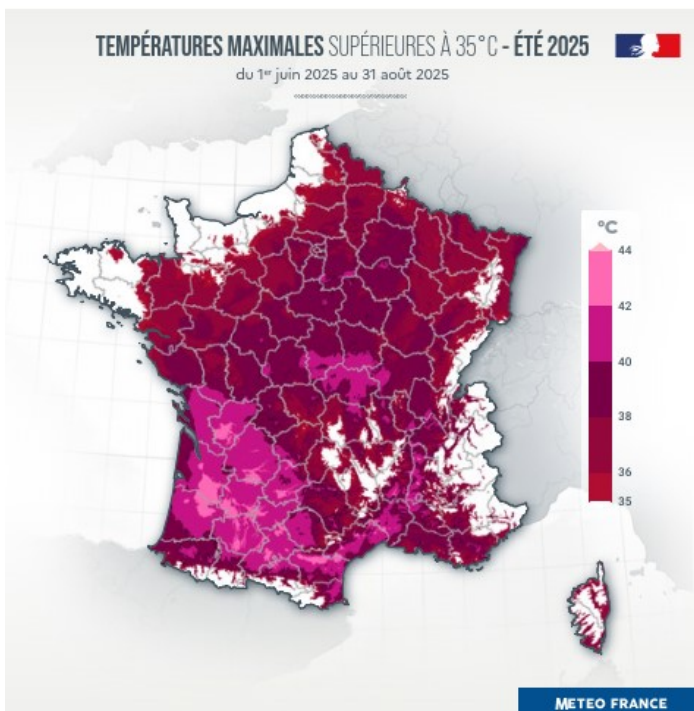 TEMPÉRATURES MAXIMALES SUPÉRIEURES À 35°C - ÉTÉ 2025
du 1er juin 2025 au 31 août 2025
°C
44
42
40
38
36
35
METEO FRANCE